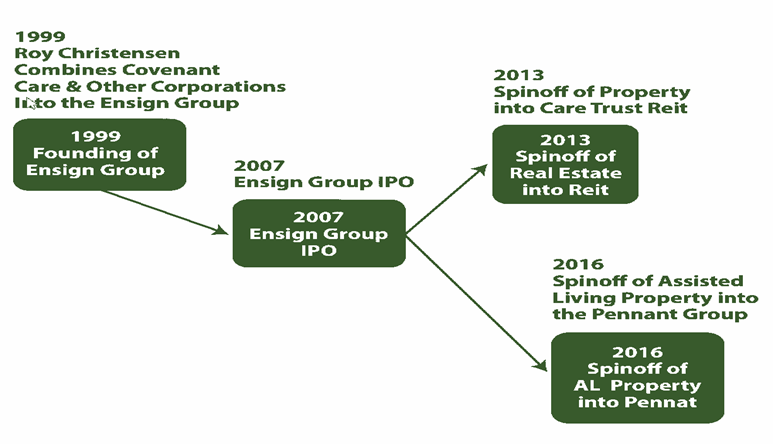 1999
Roy Christensen
Combines Covenant
Care & Other Corporations
Into the Ensign Group
1999
Founding of
Ensign Group
2007
Ensign Group IPO
2007
Ensign Group
IPO
2013
Spinoff of Property
into Care Trust Reit
2013
Spinoff of
Real Estate
into Reit
2016
Spinoff of Assisted
Living Property into
the Pennant Group
2016
Spinoff of
AL Property
into Pennat